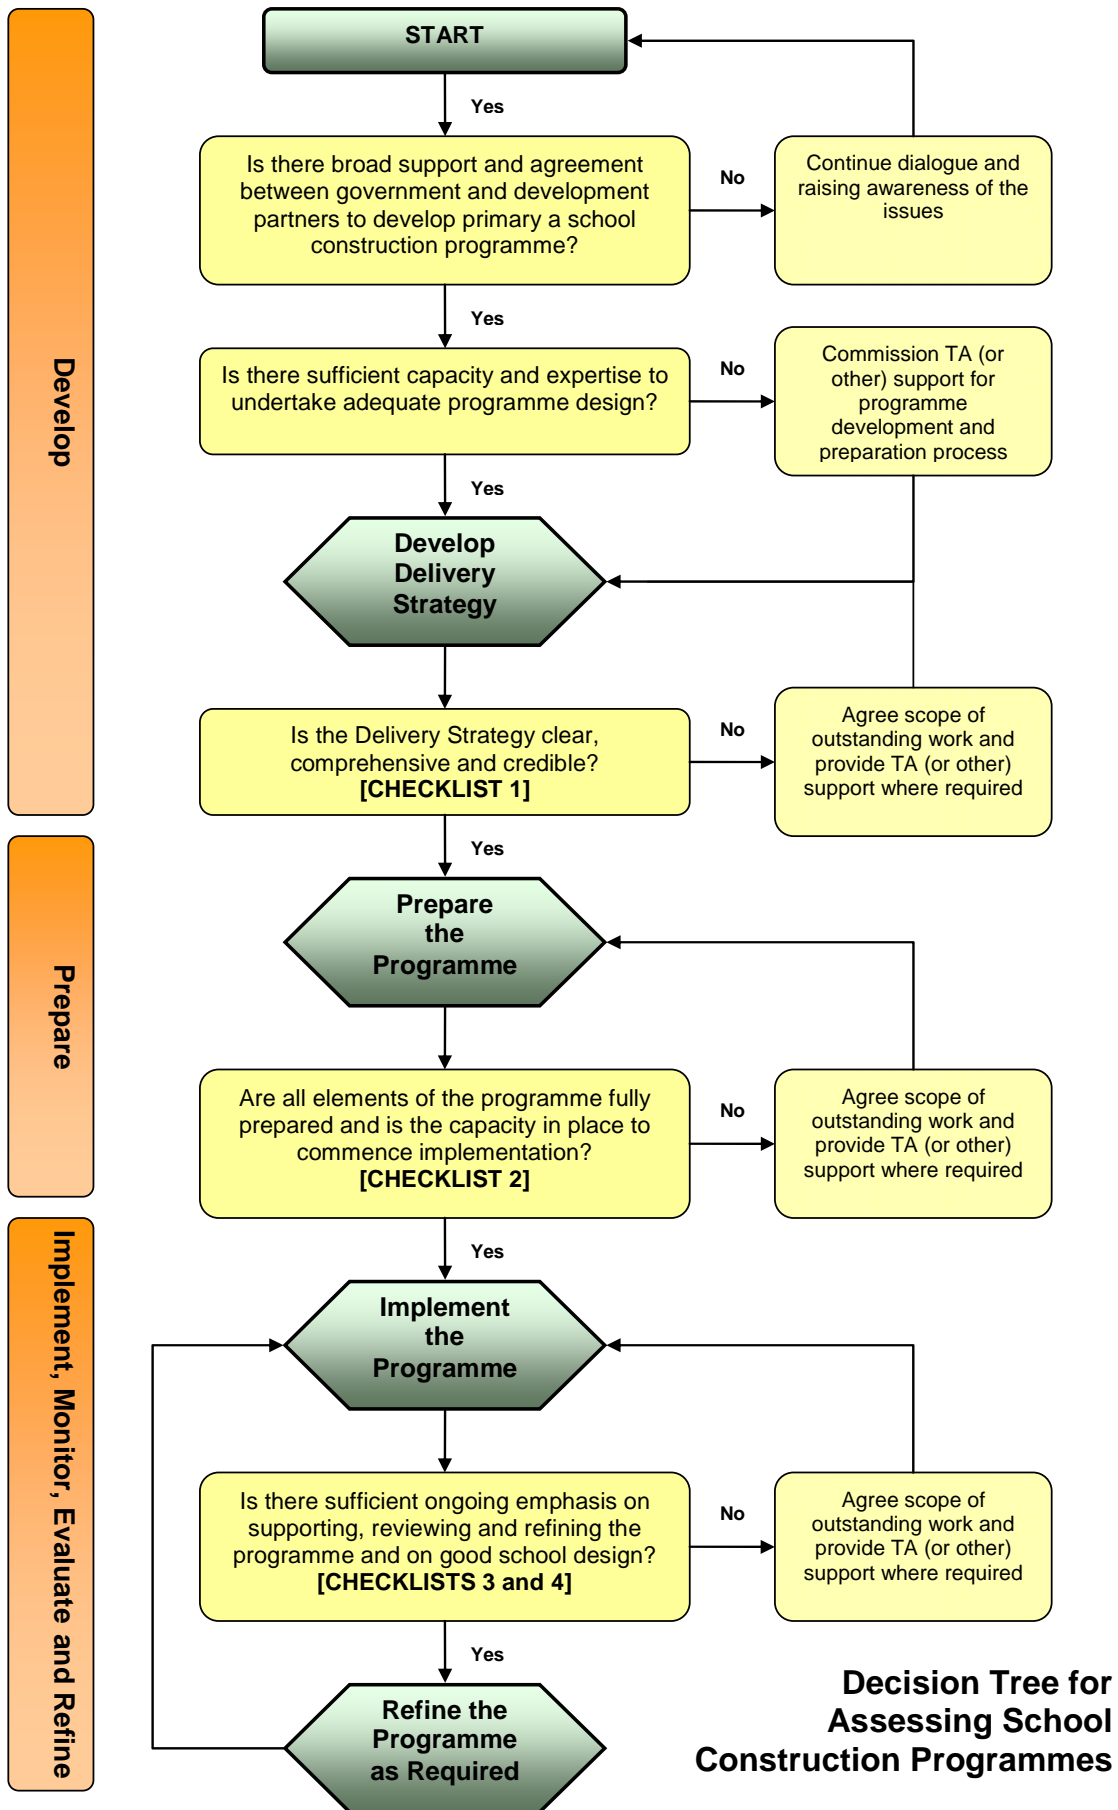 START
Yes
Is there broad support and agreement
between government and development
partners to develop primary a school
construction programme?
No
Continue dialogue and
raising awareness of the
issues
Yes
Develop
Is there sufficient capacity and expertise to
undertake adequate programme design?
No
Commission TA (or
other) support for
programme
development and
preparation process
Yes
Develop
Delivery
Strategy
Is the Delivery Strategy clear,
comprehensive and credible?
[CHECKLIST 1]
No
Agree scope of
outstanding work and
provide TA (or other)
support where required
Yes
Prepare
the
Programme
Prepare
Are all elements of the programme fully
prepared and is the capacity in place to
commence implementation?
[CHECKLIST 2]
No
Agree scope of
outstanding work and
provide TA (or other)
support where required
Yes
Implement, Monitor, Evaluate and Refine
Implement
the
Programme
Is there sufficient ongoing emphasis on
supporting, reviewing and refining the
programme and on good school design?
[CHECKLISTS 3 and 4]
No
Agree scope of
outstanding work and
provide TA (or other)
support where required
Yes
Refine the
Programme
as Required
Decision Tree for
Assessing School
Construction Programmes